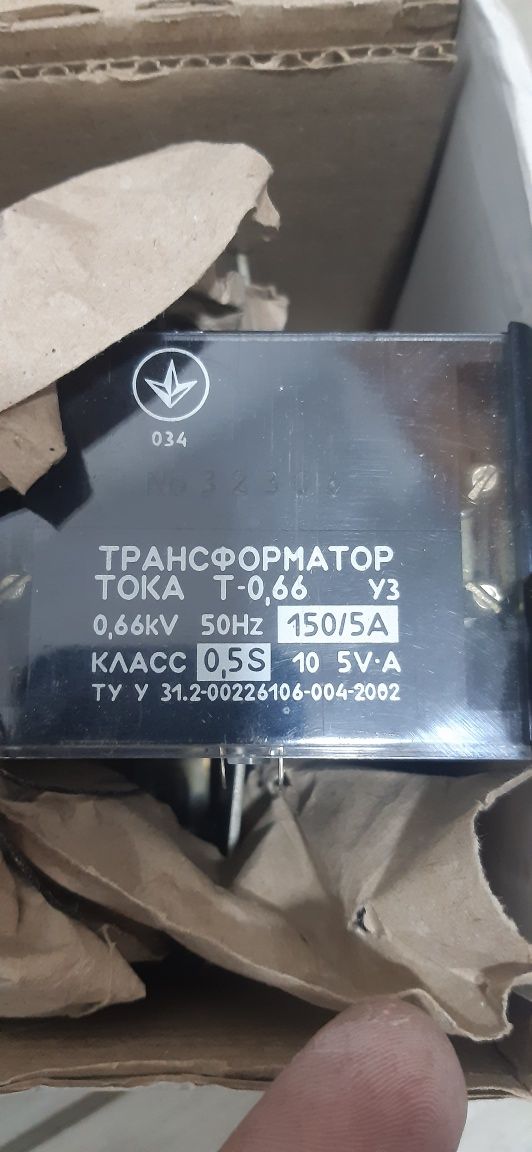 034
ТРАНСФОРМАТОР
ТОКА Т-0,66 У3
0,66kV 50Hz 150/5А
КЛАСС 0,5S 10 5V·A
ТУ У 31.2-00226106-004-2002